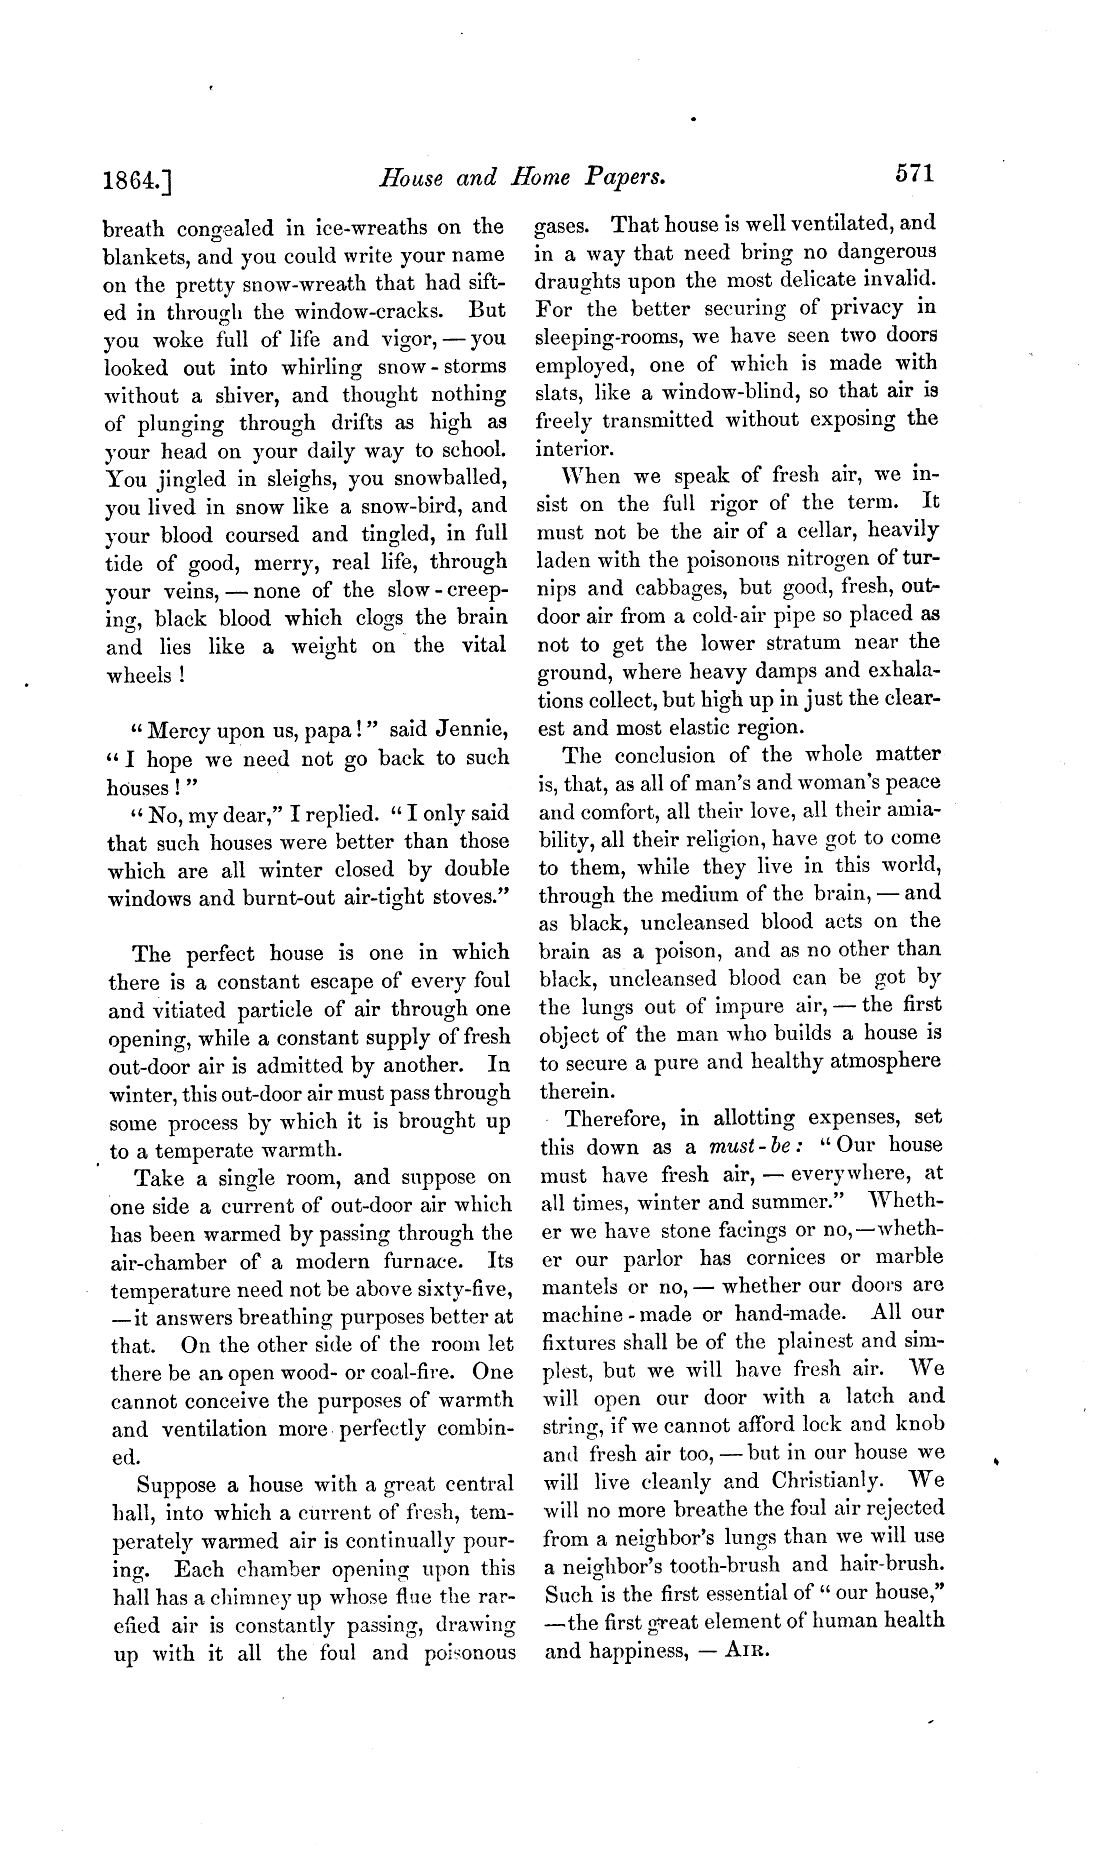 1864.] House and Home Papers. 571
breath congealed in ice-wreaths on the
blankets, and you could write your name
on the pretty snow-wreath that had sift-
ed in through the window-cracks. But
you woke full of life and vigor, — you
looked out into whirling snow-storms
without a shiver, and thought nothing
of plunging through drifts as high as
your head on your daily way to school.
You jingled in sleighs, you snowballed,
you lived in snow like a snow-bird, and
your blood coursed and tingled, in full
tide of good, merry, real life, through
your veins, — none of the slow-creep-
ing, black blood which clogs the brain
and lies like a weight on the vital
wheels !
“ Mercy upon us, papa ! ” said Jennie,
“ I hope we need not go back to such
houses ! ”
“ No, my dear,” I replied. “ I only said
that such houses were better than those
which are all winter closed by double
windows and burnt-out air-tight stoves.”
The perfect house is one in which
there is a constant escape of every foul
and vitiated particle of air through one
opening, while a constant supply of fresh
out-door air is admitted by another. In
winter, this out-door air must pass through
some process by which it is brought up
to a temperate warmth.
Take a single room, and suppose on
one side a current of out-door air which
has been warmed by passing through the
air-chamber of a modern furnace. Its
temperature need not be above sixty-five,
— it answers breathing purposes better at
that. On the other side of the room let
there be an open wood- or coal-fire. One
cannot conceive the purposes of warmth
and ventilation more perfectly combin-
ed.
Suppose a house with a great central
hall, into which a current of fresh, tem-
perately warmed air is continually pour-
ing. Each chamber opening upon this
hall has a chimney up whose flue the rar-
efied air is constantly passing, drawing
up with it all the foul and poisonous
gases. That house is well ventilated, and
in a way that need bring no dangerous
draughts upon the most delicate invalid.
For the better securing of privacy in
sleeping-rooms, we have seen two doors
employed, one of which is made with
slats, like a window-blind, so that air is
freely transmitted without exposing the
interior.
When we speak of fresh air, we in-
sist on the full rigor of the term. It
must not be the air of a cellar, heavily
laden with the poisonous nitrogen of tur-
nips and cabbages, but good, fresh, out-
door air from a cold-air pipe so placed as
not to get the lower stratum near the
ground, where heavy damps and exhala-
tions collect, but high up in just the clear-
est and most elastic region.
The conclusion of the whole matter
is, that, as all of man's and woman's peace
and comfort, all their love, all their amia-
bility, all their religion, have got to come
to them, while they live in this world,
through the medium of the brain, — and
as black, uncleansed blood acts on the
brain as a poison, and as no other than
black, uncleansed blood can be got by
the lungs out of impure air, — the first
object of the man who builds a house is
to secure a pure and healthy atmosphere
therein.
Therefore, in allotting expenses, set
this down as a must-be : “ Our house
must have fresh air, — everywhere, at
all times, winter and summer.” Wheth-
er we have stone facings or no, — wheth-
er our parlor has cornices or marble
mantels or no, — whether our doors are
machine-made or hand-made. All our
fixtures shall be of the plainest and sim-
plest, but we will have fresh air. We
will open our door with a latch and
string, if we cannot afford lock and knob
and fresh air too, — but in our house we
will live cleanly and Christianly. We
will no more breathe the foul air rejected
from a neighbor's lungs than we will use
a neighbor's tooth-brush and hair-brush.
Such is the first essential of “ our house,”
— the first great element of human health
and happiness, — AIR.